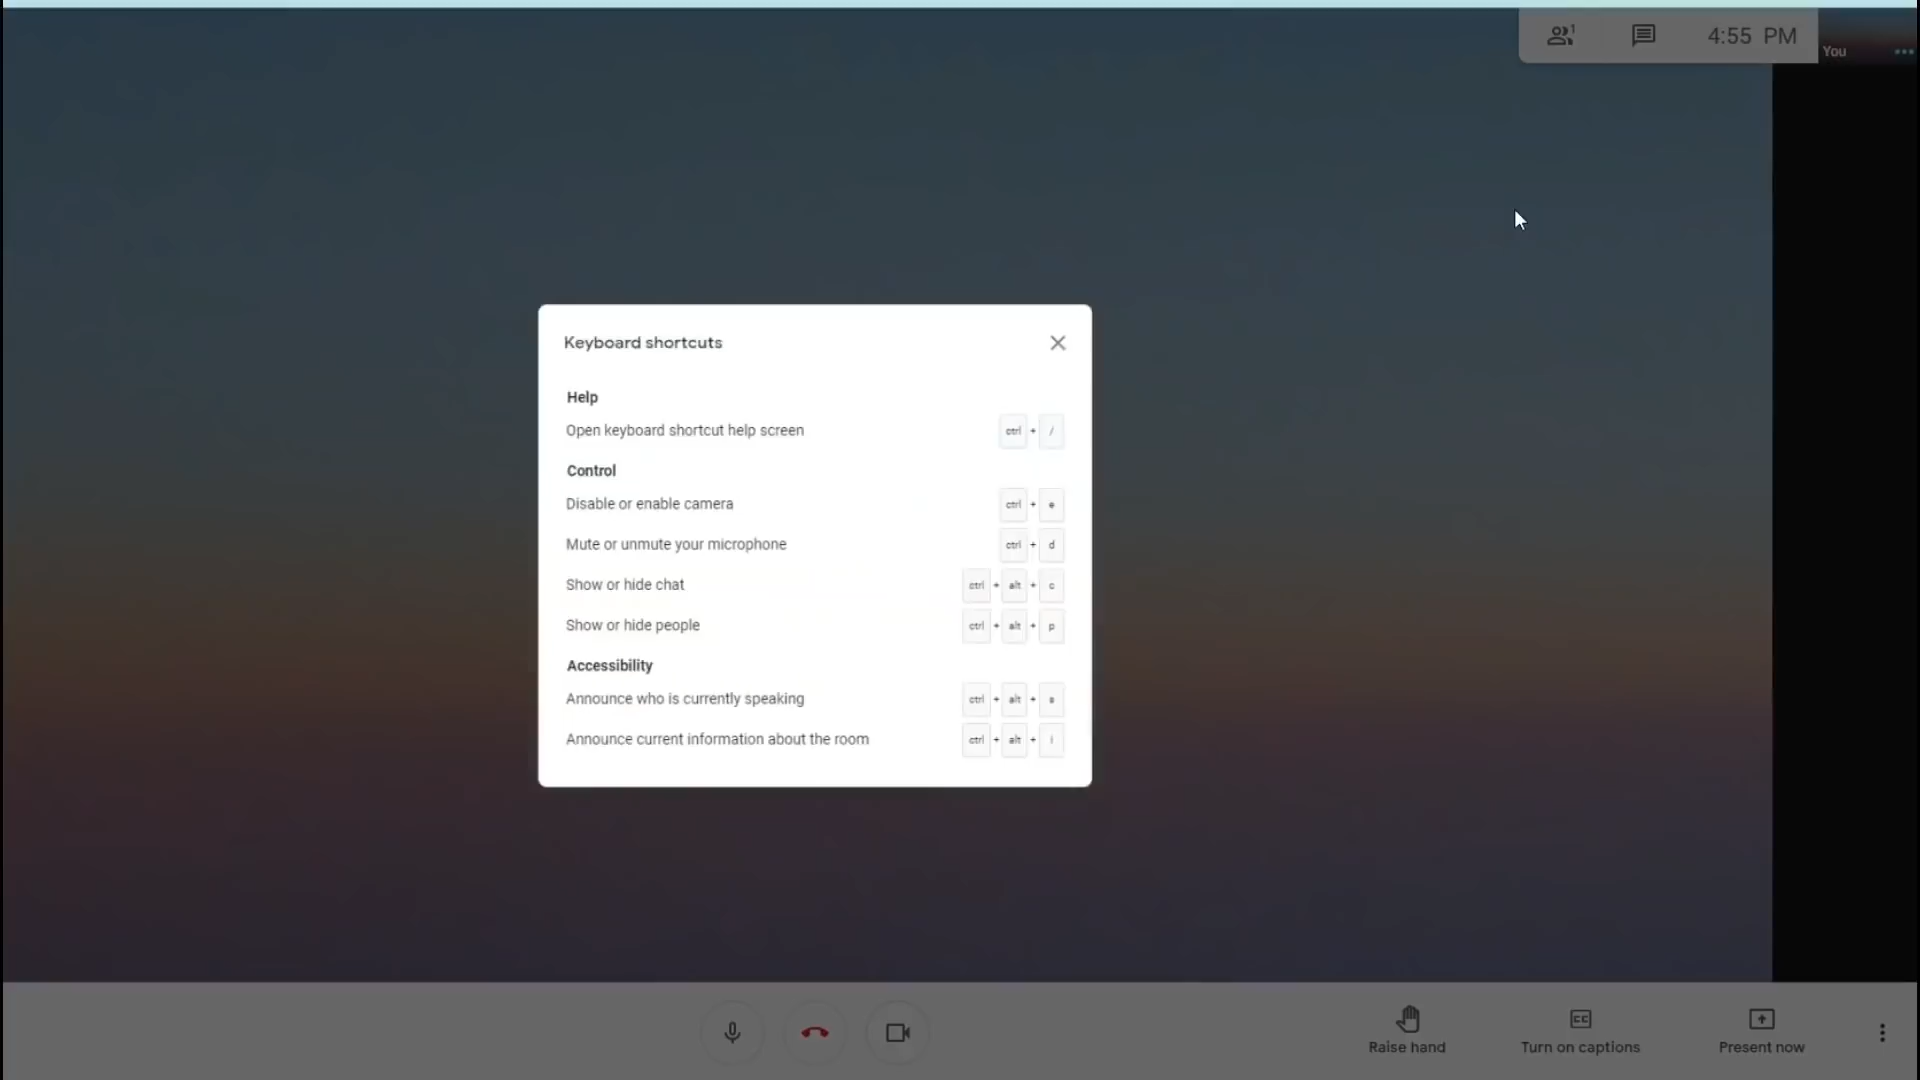 1
4:55 PM
You
Keyboard shortcuts
Help
Open keyboard shortcut help screen ctrl + /
Control
Disable or enable camera ctrl + e
Mute or unmute your microphone ctrl + d
Show or hide chat ctrl + alt + c
Show or hide people ctrl + alt + p
Accessibility
Announce who is currently speaking ctrl + alt + s
Announce current information about the room ctrl + alt + i
CC
Raise hand
Turn on captions
Present now